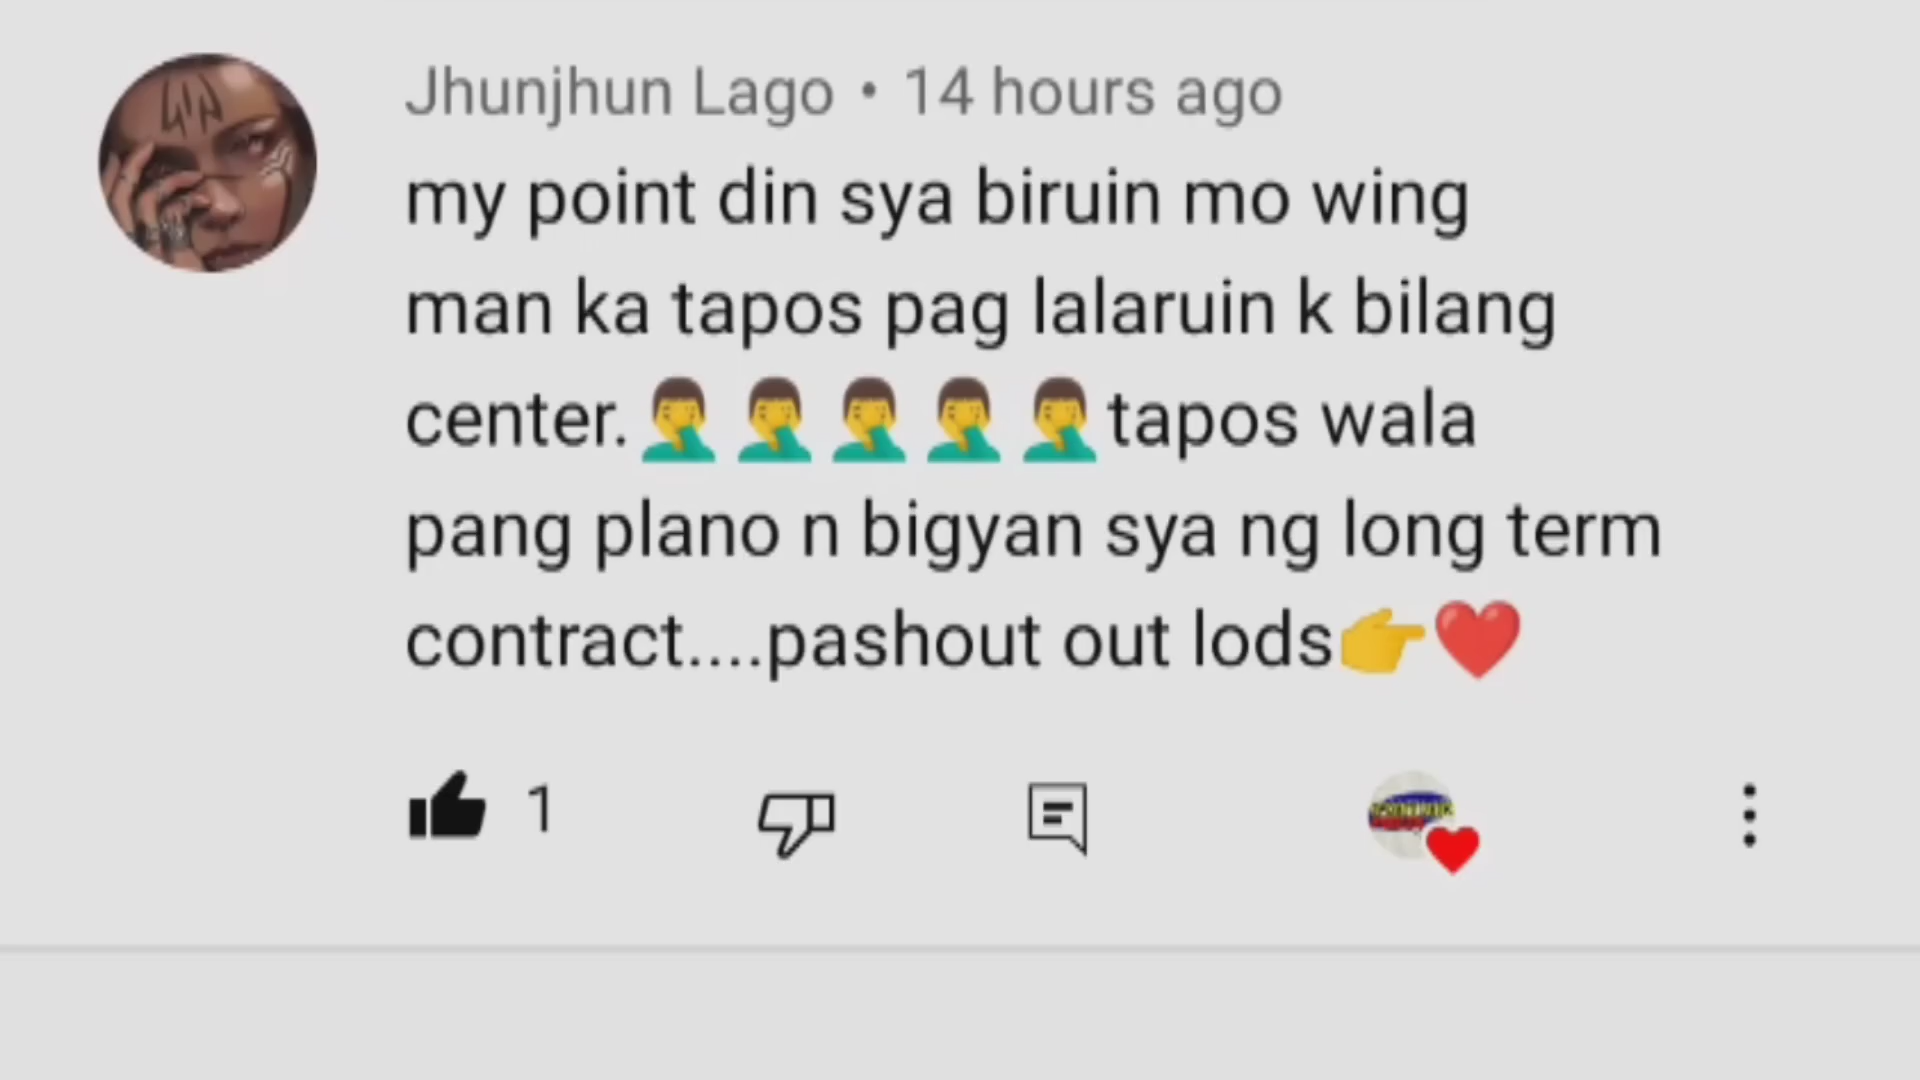 Jhunjhun Lago • 14 hours ago
my point din sya biruin mo wing
man ka tapos pag lalaruin k bilang
center.🤦‍♂️🤦‍♂️🤦‍♂️🤦‍♂️🤦‍♂️tapos wala
pang plano n bigyan sya ng long term
contract....pashout out lods👉❤️
1